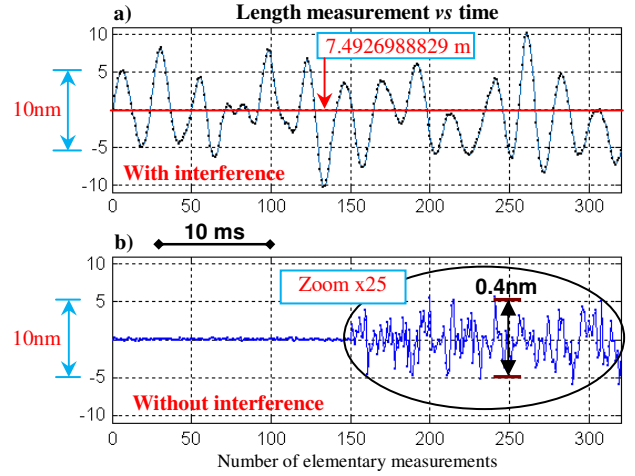 a) Length measurement vs time
7.4926988829 m
10
5
-5
-10
10nm
With interference
0 50 100 150 200 250 300
b) 10 ms
10
5
0
-5
-10
10nm
Zoom x25
0.4nm
Without interference
0 50 100 150 200 250 300
Number of elementary measurements